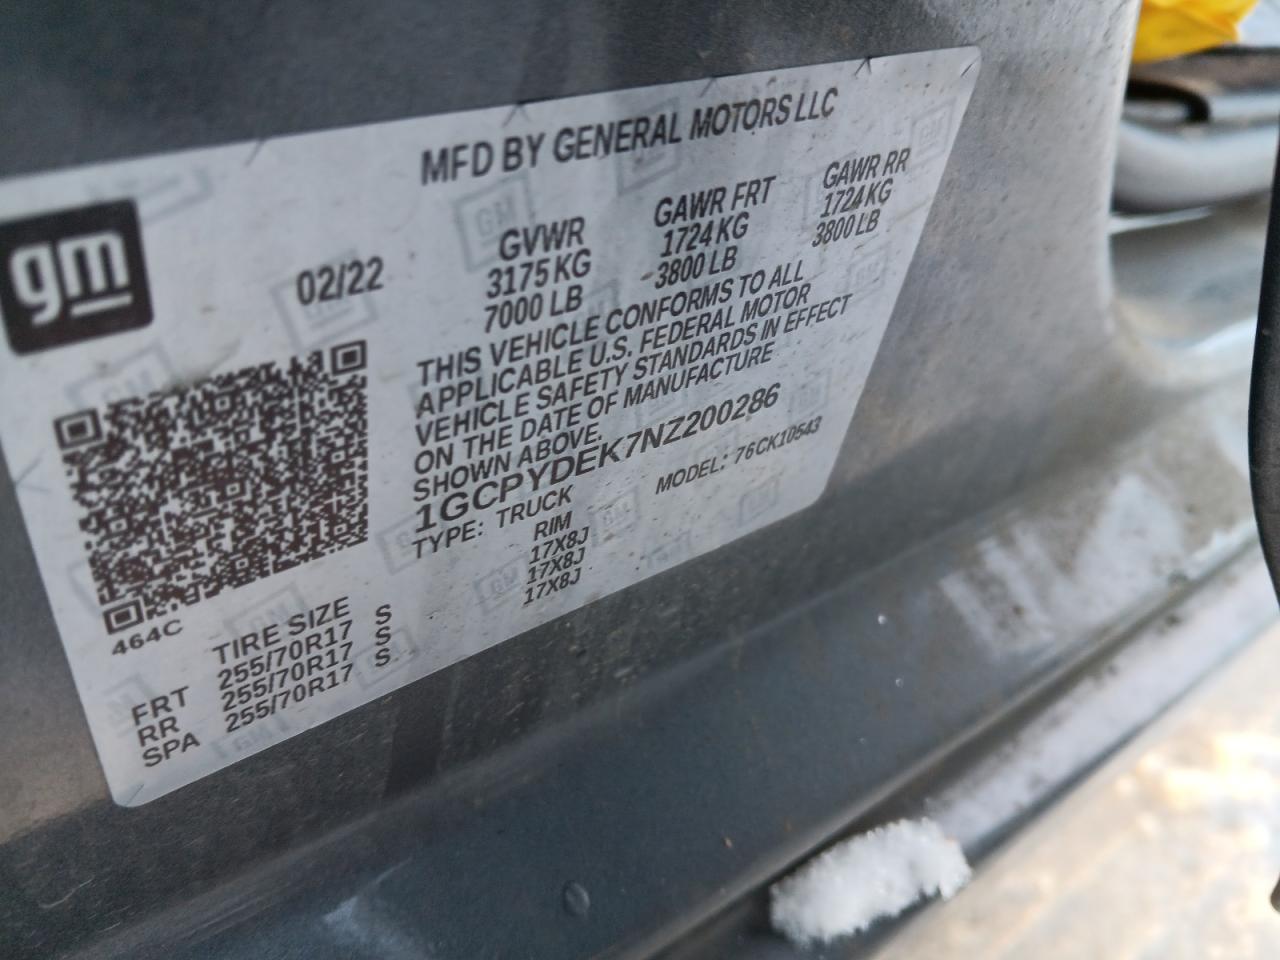 MFD BY GENERAL MOTORS LLC
gm
02/22
GVWR GAWR FRT GAWR RR
3175 KG 1724 KG 1724 KG
7000 LB 3800 LB 3800 LB
THIS VEHICLE CONFORMS TO ALL
APPLICABLE U.S. FEDERAL MOTOR
VEHICLE SAFETY STANDARDS IN EFFECT
ON THE DATE OF MANUFACTURE
SHOWN ABOVE.
1GCPYDEK7NZ200286
TYPE: TRUCK MODEL: 76CK10543
464C
TIRE SIZE RIM
FRT 255/70R17 S 17X8J
RR 255/70R17 S 17X8J
SPA 255/70R17 S 17X8J